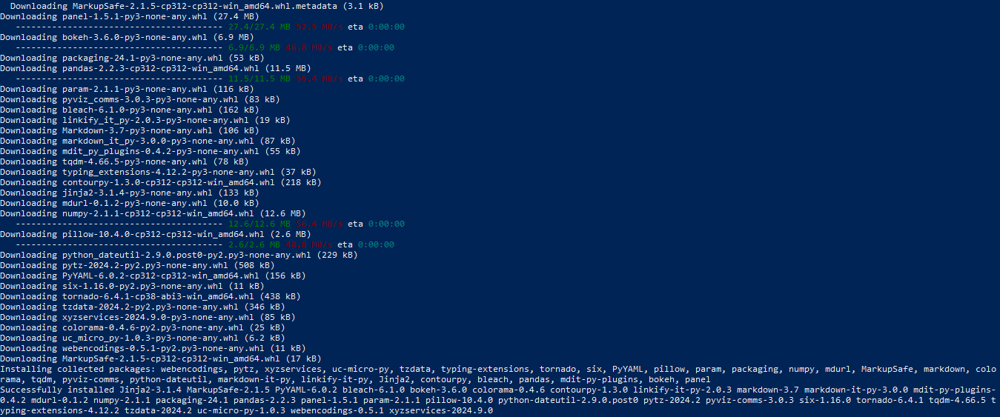 Downloading MarkupSafe-2.1.5-cp312-cp312-win_amd64.whl.metadata (3.1 kB)
Downloading panel-1.5.1-py3-none-any.whl (27.4 MB)
---------------------------------------- 27.4/27.4 MB 52.5 MB/s eta 0:00:00
Downloading bokeh-3.6.0-py3-none-any.whl (6.9 MB)
---------------------------------------- 6.9/6.9 MB 46.8 MB/s eta 0:00:00
Downloading packaging-24.1-py3-none-any.whl (53 kB)
Downloading pandas-2.2.3-cp312-cp312-win_amd64.whl (11.5 MB)
---------------------------------------- 11.5/11.5 MB 55.4 MB/s eta 0:00:00
Downloading param-2.1.1-py3-none-any.whl (116 kB)
Downloading pyviz_comms-3.0.3-py3-none-any.whl (83 kB)
Downloading bleach-6.1.0-py3-none-any.whl (162 kB)
Downloading linkify_it_py-2.0.3-py3-none-any.whl (19 kB)
Downloading Markdown-3.7-py3-none-any.whl (106 kB)
Downloading markdown_it_py-3.0.0-py3-none-any.whl (87 kB)
Downloading mdit_py_plugins-0.4.2-py3-none-any.whl (55 kB)
Downloading tqdm-4.66.5-py3-none-any.whl (78 kB)
Downloading typing_extensions-4.12.2-py3-none-any.whl (37 kB)
Downloading contourpy-1.3.0-cp312-cp312-win_amd64.whl (218 kB)
Downloading jinja2-3.1.4-py3-none-any.whl (133 kB)
Downloading mdurl-0.1.2-py3-none-any.whl (10.0 kB)
Downloading numpy-2.1.1-cp312-cp312-win_amd64.whl (12.6 MB)
---------------------------------------- 12.6/12.6 MB 56.4 MB/s eta 0:00:00
Downloading pillow-10.4.0-cp312-cp312-win_amd64.whl (2.6 MB)
---------------------------------------- 2.6/2.6 MB 48.8 MB/s eta 0:00:00
Downloading python_dateutil-2.9.0.post0-py2.py3-none-any.whl (229 kB)
Downloading pytz-2024.2-py2.py3-none-any.whl (508 kB)
Downloading PyYAML-6.0.2-cp312-cp312-win_amd64.whl (156 kB)
Downloading six-1.16.0-py2.py3-none-any.whl (11 kB)
Downloading tornado-6.4.1-cp38-abi3-win_amd64.whl (438 kB)
Downloading tzdata-2024.2-py2.py3-none-any.whl (346 kB)
Downloading xyzservices-2024.9.0-py3-none-any.whl (85 kB)
Downloading colorama-0.4.6-py2.py3-none-any.whl (25 kB)
Downloading uc_micro_py-1.0.3-py3-none-any.whl (6.2 kB)
Downloading webencodings-0.5.1-py2.py3-none-any.whl (11 kB)
Downloading MarkupSafe-2.1.5-cp312-cp312-win_amd64.whl (17 kB)
Installing collected packages: webencodings, pytz, xyzservices, uc-micro-py, tzdata, typing-extensions, tornado, six, PyYAML, pillow, param, packaging, numpy, mdurl, MarkupSafe, markdown, colo
rama, tqdm, pyviz-comms, python-dateutil, markdown-it-py, linkify-it-py, Jinja2, contourpy, bleach, pandas, mdit-py-plugins, bokeh, panel
Successfully installed Jinja2-3.1.4 MarkupSafe-2.1.5 PyYAML-6.0.2 bleach-6.1.0 bokeh-3.6.0 colorama-0.4.6 contourpy-1.3.0 linkify-it-py-2.0.3 markdown-3.7 markdown-it-py-3.0.0 mdit-py-plugins-
0.4.2 mdurl-0.1.2 numpy-2.1.1 packaging-24.1 pandas-2.2.3 panel-1.5.1 param-2.1.1 pillow-10.4.0 python-dateutil-2.9.0.post0 pytz-2024.2 pyviz-comms-3.0.3 six-1.16.0 tornado-6.4.1 tqdm-4.66.5 t
yping-extensions-4.12.2 tzdata-2024.2 uc-micro-py-1.0.3 webencodings-0.5.1 xyzservices-2024.9.0